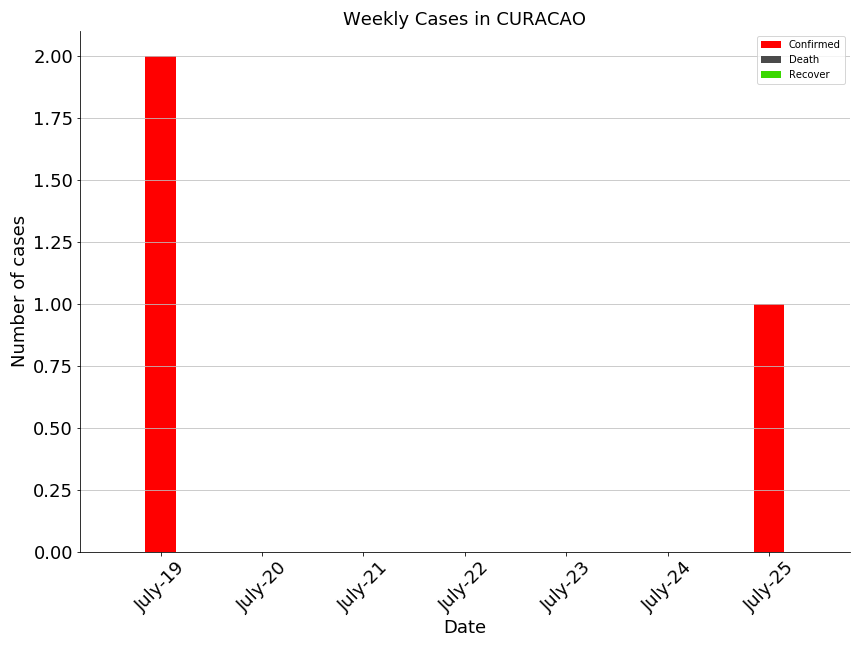 Weekly Cases in CURACAO
Confirmed
Death
Recover
Number of cases
2.00
1.75
1.50
1.25
1.00
0.75
0.50
0.25
0.00
July-19
July-20
July-21
July-22
July-23
July-24
July-25
Date